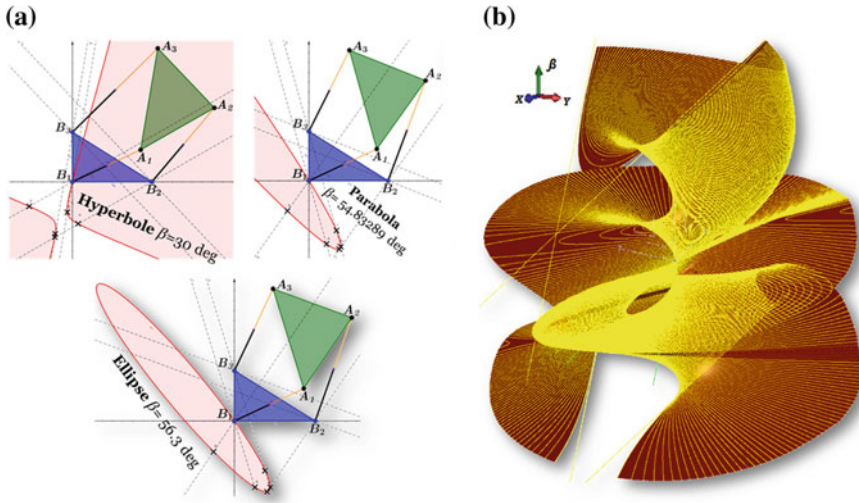 (a)
(b)
A₃
A₂
A₁
B₃
B₁
B₂
Hyperbole β=30 deg
A₃
A₂
A₁
B₃
B₁
B₂
Parabola
β= 54.83289 deg
A₃
A₂
A₁
B₃
B₁
B₂
Ellipse β= 56.3 deg
β
X
Y